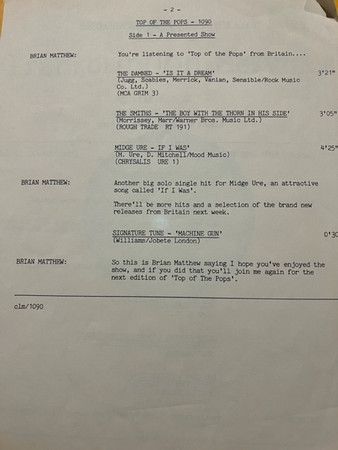 - 2 -
TOP OF THE POPS - 1090
Side 1 - A Presented Show
BRIAN MATTHEW: You're listening to 'Top of the Pops' from Britain....
THE DAMNED - 'IS IT A DREAM' 3'21"
(Jugg, Scabies, Merrick, Vanian, Sensible/Rock Music
Co. Ltd.)
(MCA GRIM 3)
THE SMITHS - 'THE BOY WITH THE THORN IN HIS SIDE' 3'05"
(Morrissey, Marr/Warner Bros. Music Ltd.)
(ROUGH TRADE RT 191)
MIDGE URE - IF I WAS' 4'25"
(M. Ure, D. Mitchell/Mood Music)
(CHRYSALIS URE 1)
BRIAN MATTHEW: Another big solo single hit for Midge Ure, an attractive
song called 'If I Was'.
There'll be more hits and a selection of the brand new
releases from Britain next week.
SIGNATURE TUNE - 'MACHINE GUN' 0'30
(Williams/Jobete London)
BRIAN MATTHEW: So this is Brian Matthew saying I hope you've enjoyed the
show, and if you did that you'll join me again for the
next edition of 'Top of The Pops'.
clm/1090